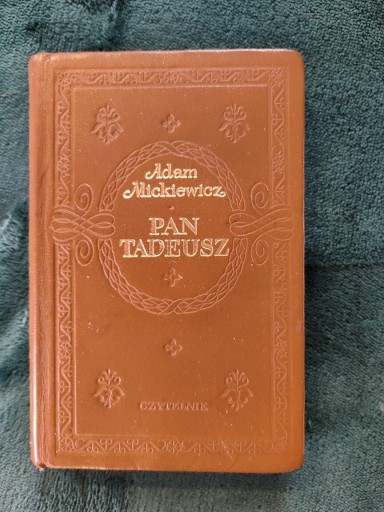 Adam
Mickiewicz
PAN
TADEUSZ
CZYTELNIK